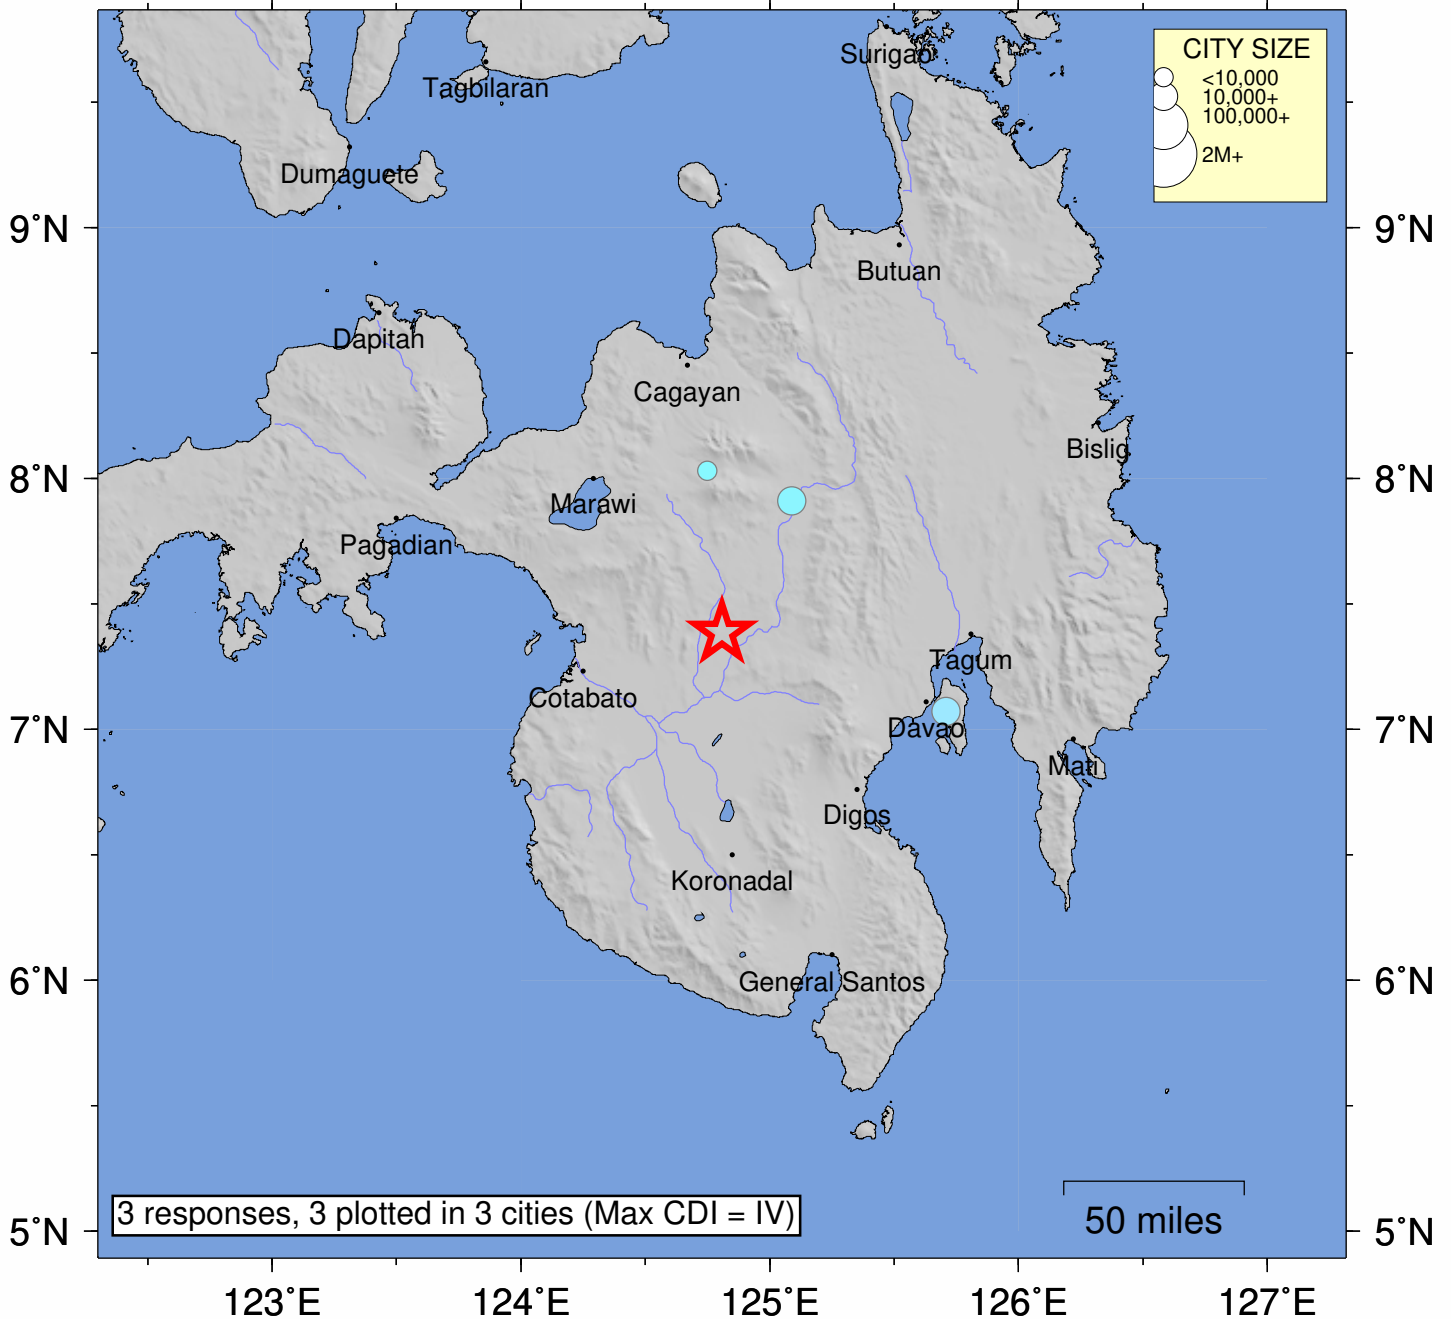 Surigao
CITY SIZE
<10,000
10,000+
100,000+
2M+
Tagbilaran
Dumaguete
9˚N
9˚N
Butuan
Dapitan
Cagayan
Bislig
8˚N
8˚N
Marawi
Pagadian
Tagum
Cotabato
7˚N
Davao
7˚N
Mati
Digos
Koronadal
6˚N
General Santos
6˚N
3 responses, 3 plotted in 3 cities (Max CDI = IV)
50 miles
5˚N
5˚N
123˚E
124˚E
125˚E
126˚E
127˚E